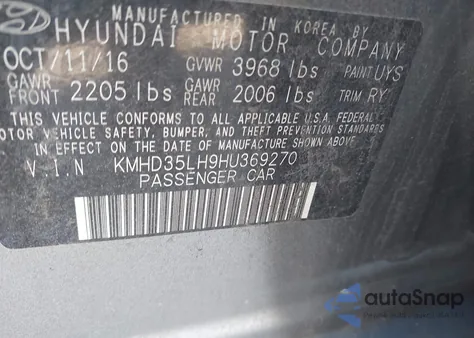 MANUFACTURED IN KOREA BY
HYUNDAI MOTOR COMPANY
OCT/11/16 GVWR 3968 lbs PAINT UYS
GAWR FRONT 2205 lbs GAWR REAR 2006 lbs TRIM RY
THIS VEHICLE CONFORMS TO ALL APPLICABLE U.S.A. FEDERAL
MOTOR VEHICLE SAFETY, BUMPER, AND THEFT PREVENTION STANDARDS
IN EFFECT ON THE DATE OF MANUFACTURE SHOWN ABOVE.
V.I.N KMHD35LH9HU369270
PASSENGER CAR
autoSnap